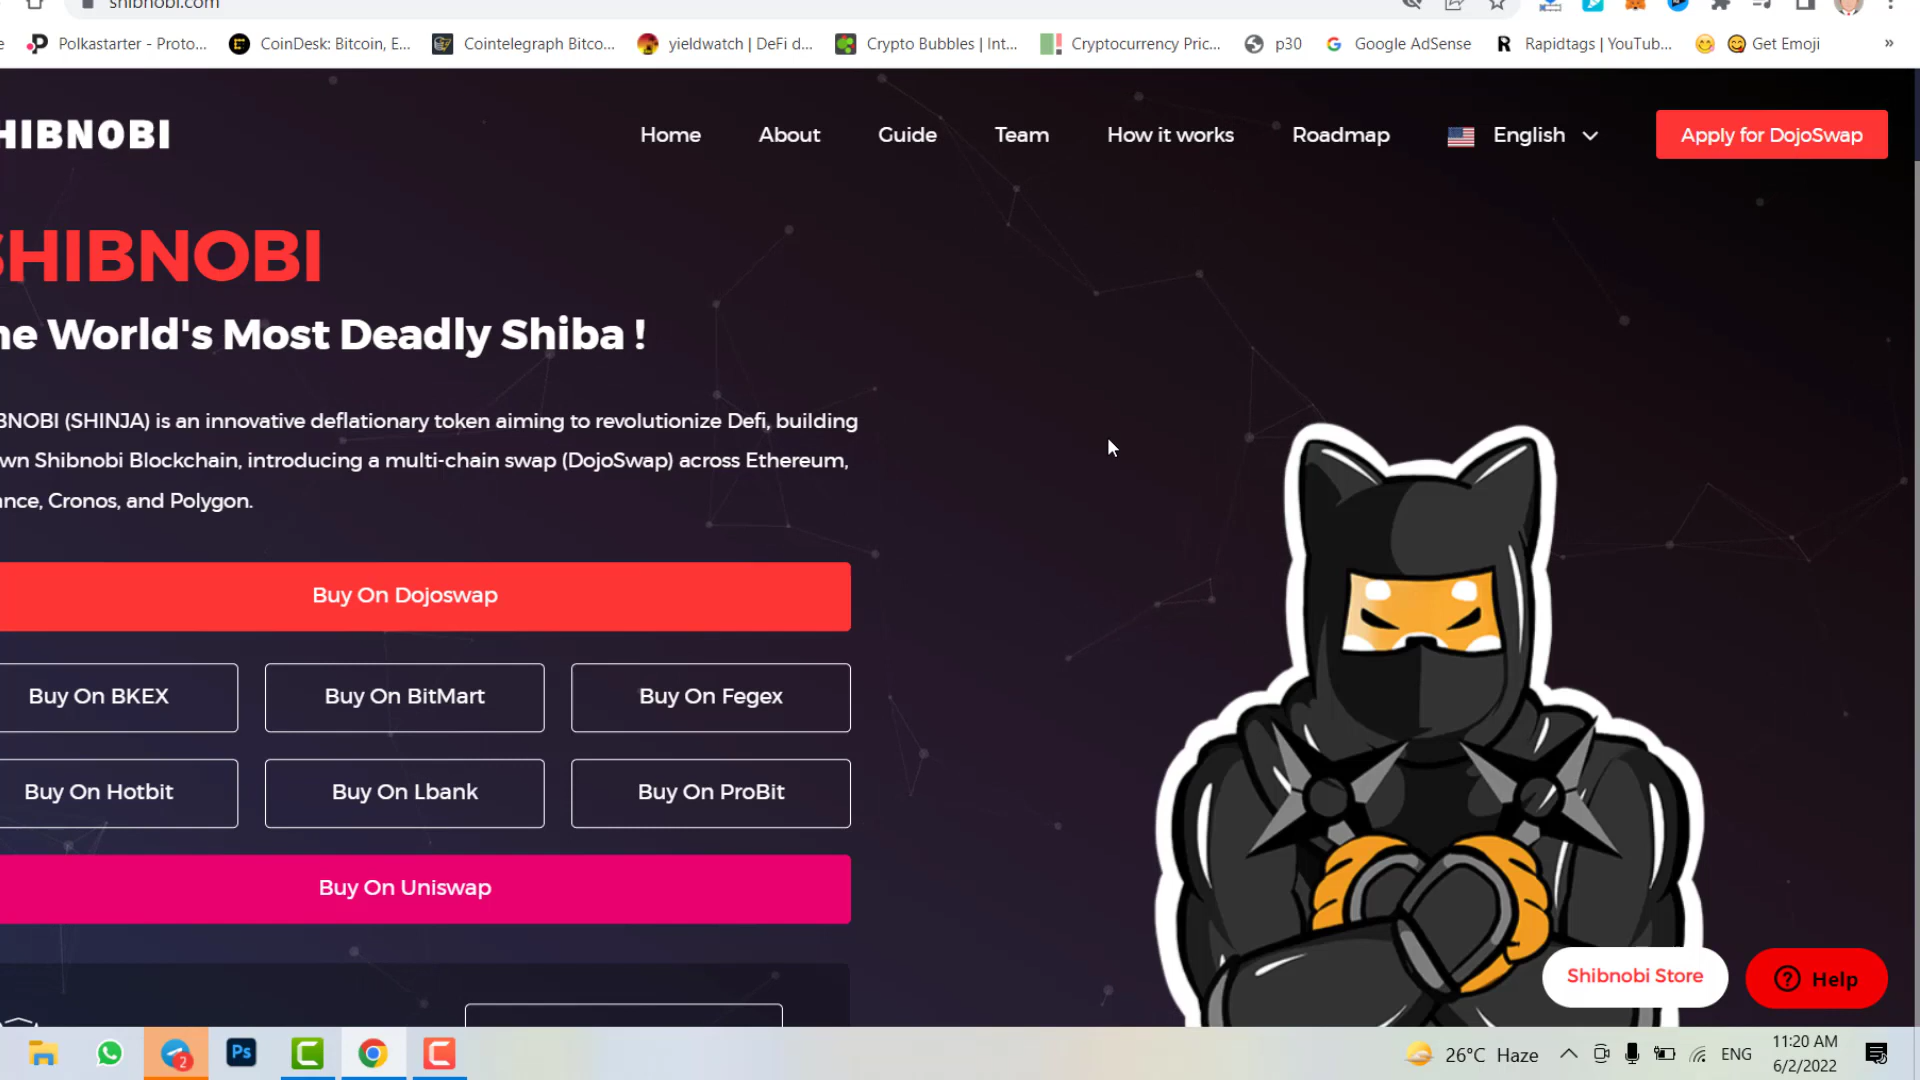 shibnobi.com
Polkastarter - Proto... CoinDesk: Bitcoin, E... Cointelegraph Bitco... yieldwatch | DeFi d... Crypto Bubbles | Int... Cryptocurrency Pric... p30 Google AdSense Rapidtags | YouTub... Get Emoji »
HIBNOBI Home About Guide Team How it works Roadmap English Apply for DojoSwap
SHIBNOBI
he World's Most Deadly Shiba !
BNOBI (SHINJA) is an innovative deflationary token aiming to revolutionize Defi, building
wn Shibnobi Blockchain, introducing a multi-chain swap (DojoSwap) across Ethereum,
ance, Cronos, and Polygon.
Buy On Dojoswap
Buy On BKEX Buy On BitMart Buy On Fegex
Buy On Hotbit Buy On Lbank Buy On ProBit
Buy On Uniswap
Shibnobi Store
Help
2 Ps 26°C Haze ENG 11:20 AM
6/2/2022